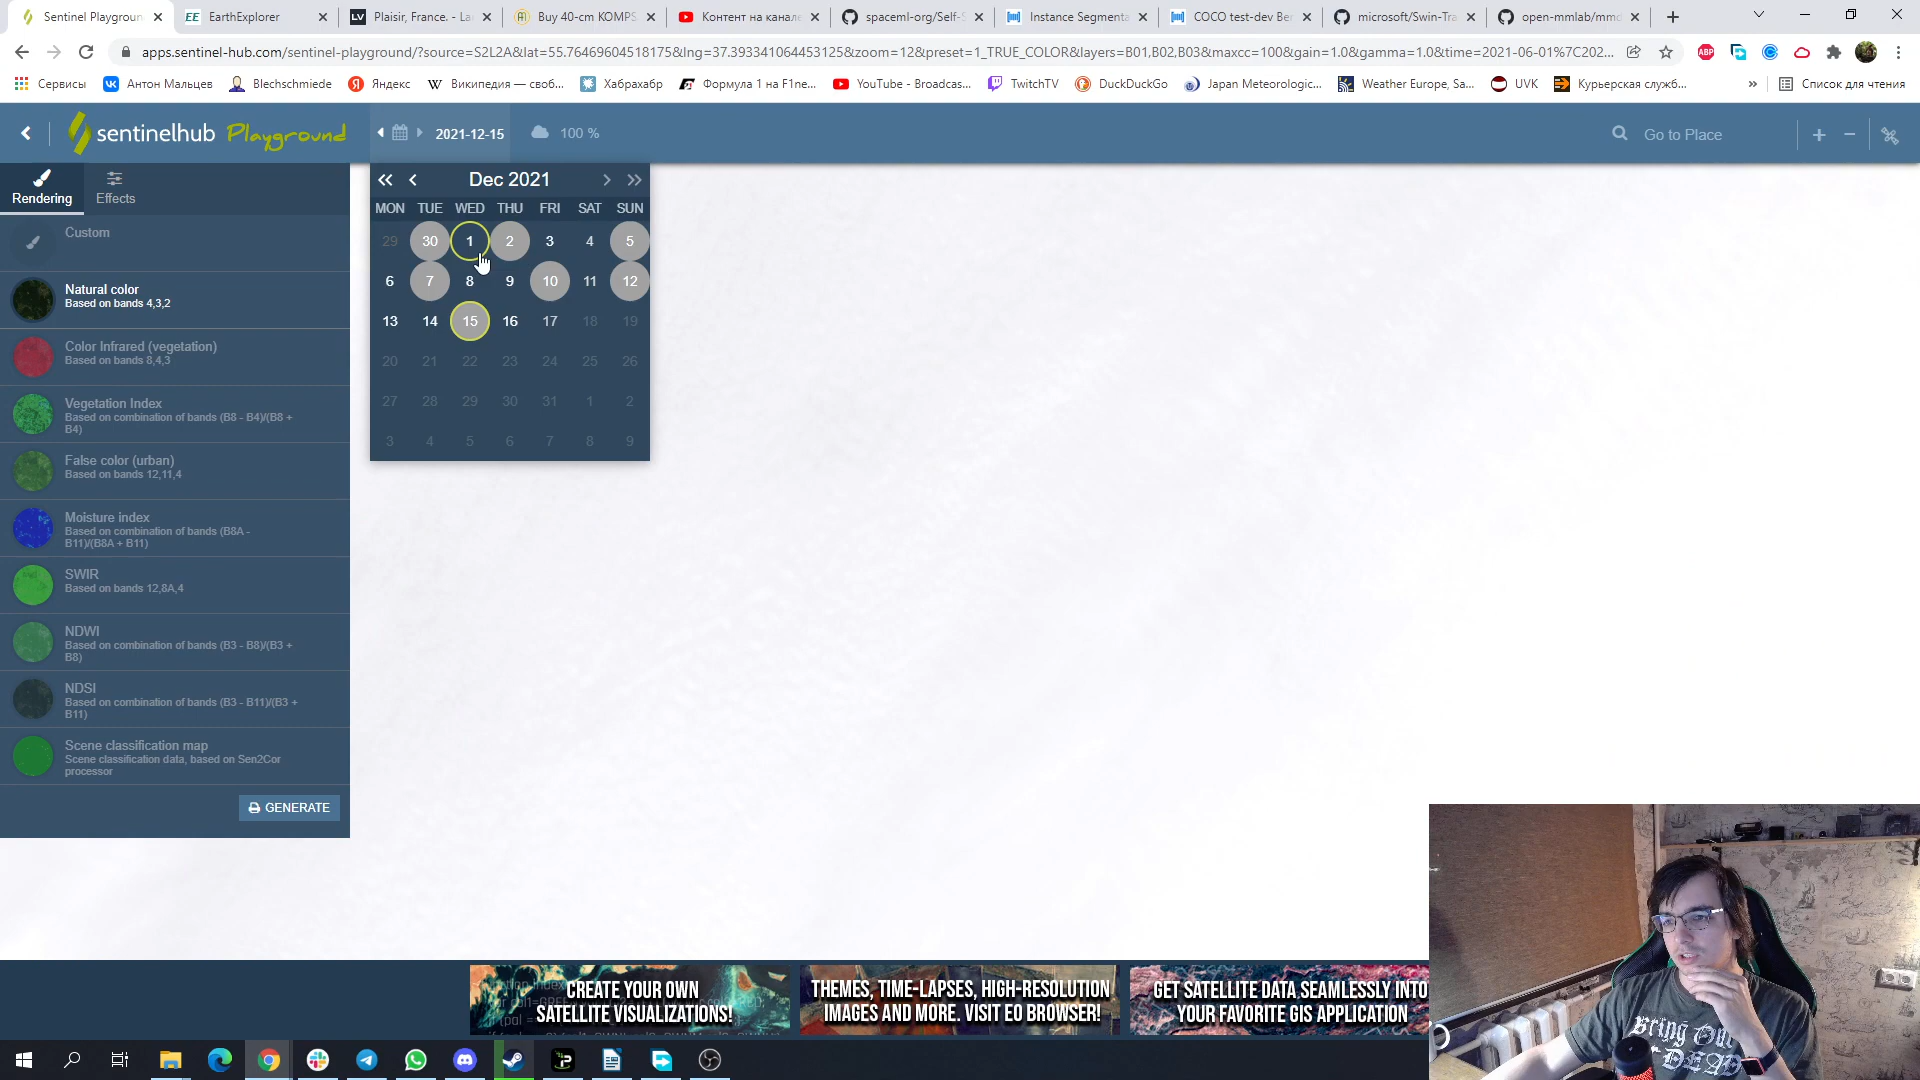 Sentinel Playgroun
EarthExplorer
Plaisir, France. - La
Buy 40-cm KOMPS
Контент на канале
spaceml-org/Self-S
Instance Segmenta
COCO test-dev Be
microsoft/Swin-Tra
open-mmlab/mmd
apps.sentinel-hub.com/sentinel-playground/?source=S2L2A&lat=55.76469604518175&lng=37.393341064453125&zoom=12&preset=1_TRUE_COLOR&layers=B01,B02,B03&maxcc=100&gain=1.0&gamma=1.0&time=2021-06-01%7C202...
ABP
Сервисы
Антон Мальцев
Blechschmiede
Яндекс
Википедия — своб...
Хабрахабр
Формула 1 на F1ne...
YouTube - Broadcas...
TwitchTV
DuckDuckGo
Japan Meteorologic...
Weather Europe, Sa...
UVK
Курьерская служб...
» Список для чтения
sentinelhub Playground
2021-12-15
100 %
Go to Place
Rendering
Effects
Custom
Natural color
Based on bands 4,3,2
Color Infrared (vegetation)
Based on bands 8,4,3
Vegetation Index
Based on combination of bands (B8 - B4)/(B8 +
B4)
False color (urban)
Based on bands 12,11,4
Moisture index
Based on combination of bands (B8A -
B11)/(B8A + B11)
SWIR
Based on bands 12,8A,4
NDWI
Based on combination of bands (B3 - B8)/(B3 +
B8)
NDSI
Based on combination of bands (B3 - B11)/(B3 +
B11)
Scene classification map
Scene classification data, based on Sen2Cor
processor
GENERATE
Dec 2021
MON TUE WED THU FRI SAT SUN
29 30 1 2 3 4 5
6 7 8 9 10 11 12
13 14 15 16 17 18 19
20 21 22 23 24 25 26
27 28 29 30 31 1 2
3 4 5 6 7 8 9
CREATE YOUR OWN
SATELLITE VISUALIZATIONS!
THEMES, TIME-LAPSES, HIGH-RESOLUTION
IMAGES AND MORE. VISIT EO BROWSER!
GET SATELLITE DATA SEAMLESSLY INTO
YOUR FAVORITE GIS APPLICATION
Bring Our
DEAD